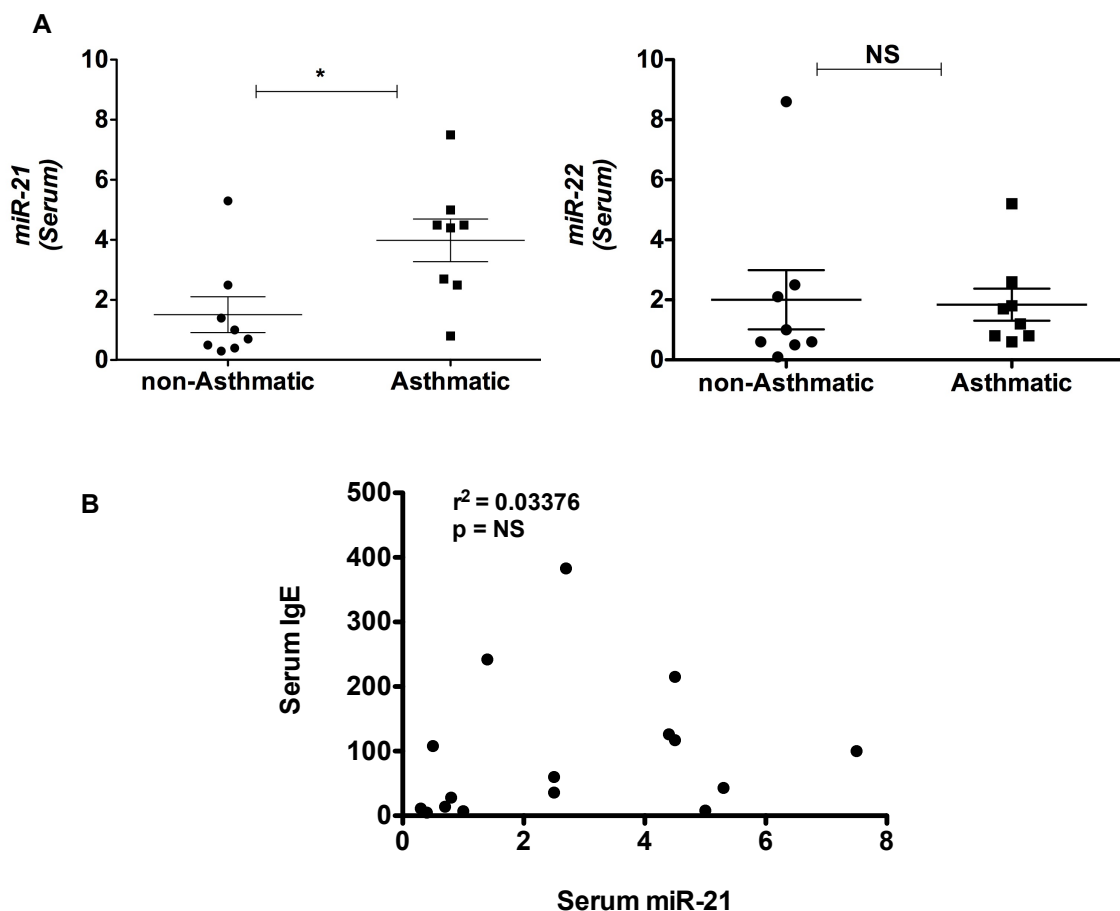 A
10
8
6
4
2
0
miR-21
(Serum)
*
non-Asthmatic
Asthmatic
10
8
6
4
2
0
miR-22
(Serum)
NS
non-Asthmatic
Asthmatic
B
500
400
300
200
100
0
Serum IgE
r² = 0.03376
p = NS
0
2
4
6
8
Serum miR-21